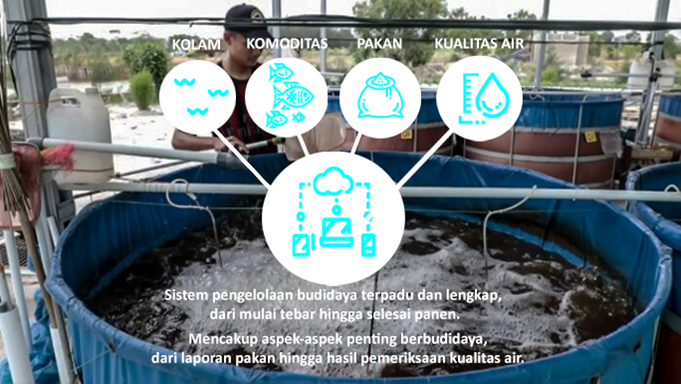 KOLAM KOMODITAS PAKAN KUALITAS AIR
Sistem pengelolaan budidaya terpadu dan lengkap,
dari mulai tebar hingga selesai panen.
Mencakup aspek-aspek penting berbudidaya,
dari laporan pakan hingga hasil pemeriksaan kualitas air.